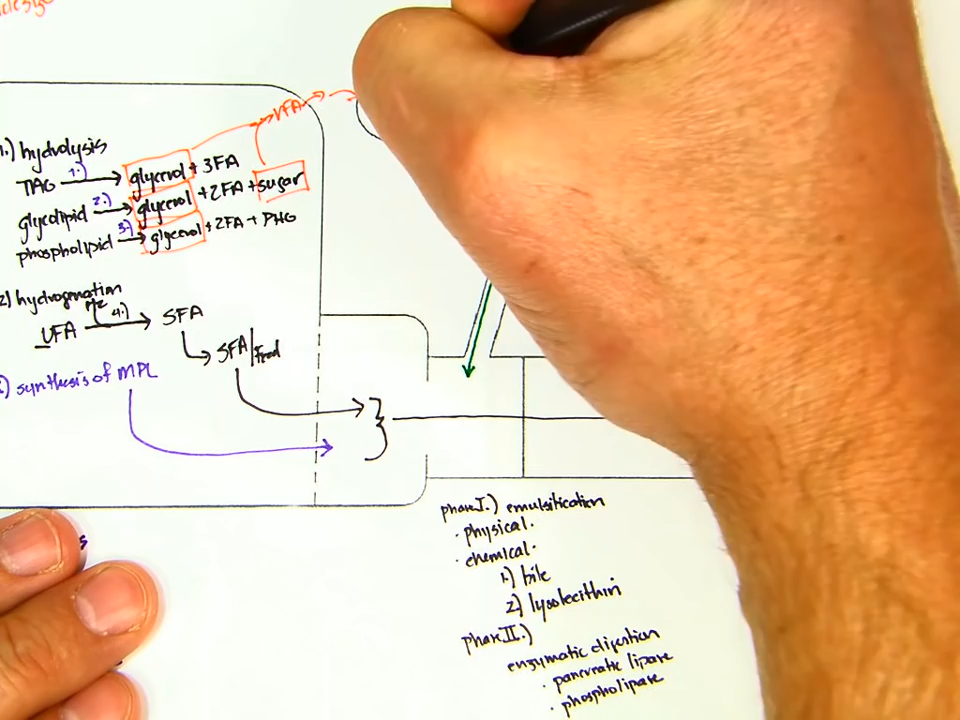 1.) hydrolysis
TAG 1.) → glycerol + 3FA
glycolipid 2.) → glycerol + 2FA + sugar
phospholipid 3.) → glycerol + 2FA + PHG
VFA
2) hydrogenation
UFA H2 4.) → SFA
SFA/Feed
) synthesis of MPL
phase I.) emulsification
· physical.
· chemical.
1.) bile
2) lysolecithin
phase II.)
enzymatic digestion
· pancreatic lipase
· phospholipase